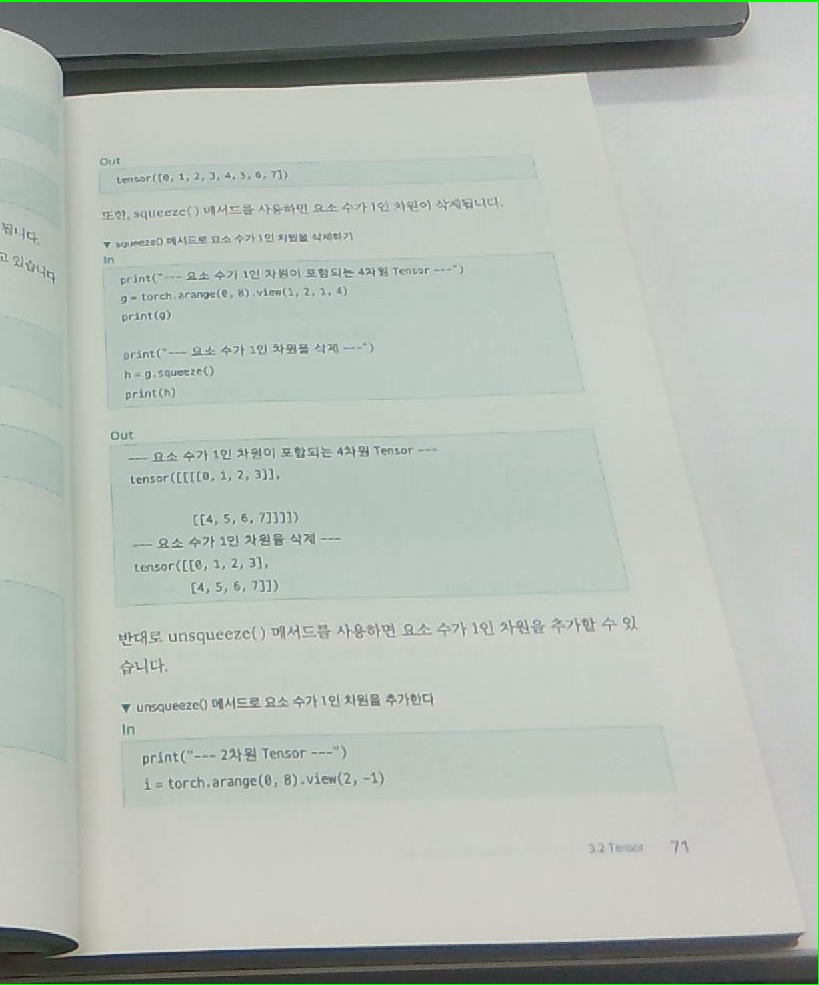 됩니다.
고 있습니다
Out
tensor([0, 1, 2, 3, 4, 5, 6, 7])
또한, squeeze( ) 메서드를 사용하면 요소 수가 1인 차원이 삭제됩니다.
▼ squeeze() 메서드로 요소 수가 1인 차원을 삭제하기
In
print("--- 요소 수가 1인 차원이 포함되는 4차원 Tensor ---")
g = torch.arange(0, 8).view(1, 2, 1, 4)
print(g)
print("--- 요소 수가 1인 차원을 삭제 ---")
h = g.squeeze()
print(h)
Out
--- 요소 수가 1인 차원이 포함되는 4차원 Tensor ---
tensor([[[[0, 1, 2, 3]],
[[4, 5, 6, 7]]]])
--- 요소 수가 1인 차원을 삭제 ---
tensor([[0, 1, 2, 3],
[4, 5, 6, 7]])
반대로 unsqueeze( ) 메서드를 사용하면 요소 수가 1인 차원을 추가할 수 있
습니다.
▼ unsqueeze() 메서드로 요소 수가 1인 차원을 추가한다
In
print("--- 2차원 Tensor ---")
i = torch.arange(0, 8).view(2, -1)
3.2 Tensor 71